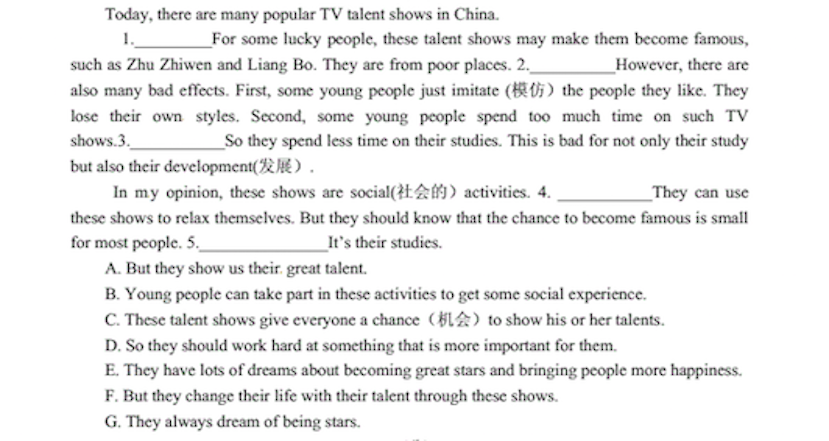 Today, there are many popular TV talent shows in China.
1.________For some lucky people, these talent shows may make them become famous,
such as Zhu Zhiwen and Liang Bo. They are from poor places. 2.________However, there are
also many bad effects. First, some young people just imitate (模仿) the people they like. They
lose their own styles. Second, some young people spend too much time on such TV
shows.3.__________So they spend less time on their studies. This is bad for not only their study
but also their development(发展) .
In my opinion, these shows are social(社会的) activities. 4. __________They can use
these shows to relax themselves. But they should know that the chance to become famous is small
for most people. 5.______________It's their studies.
A. But they show us their great talent.
B. Young people can take part in these activities to get some social experience.
C. These talent shows give everyone a chance（机会）to show his or her talents.
D. So they should work hard at something that is more important for them.
E. They have lots of dreams about becoming great stars and bringing people more happiness.
F. But they change their life with their talent through these shows.
G. They always dream of being stars.